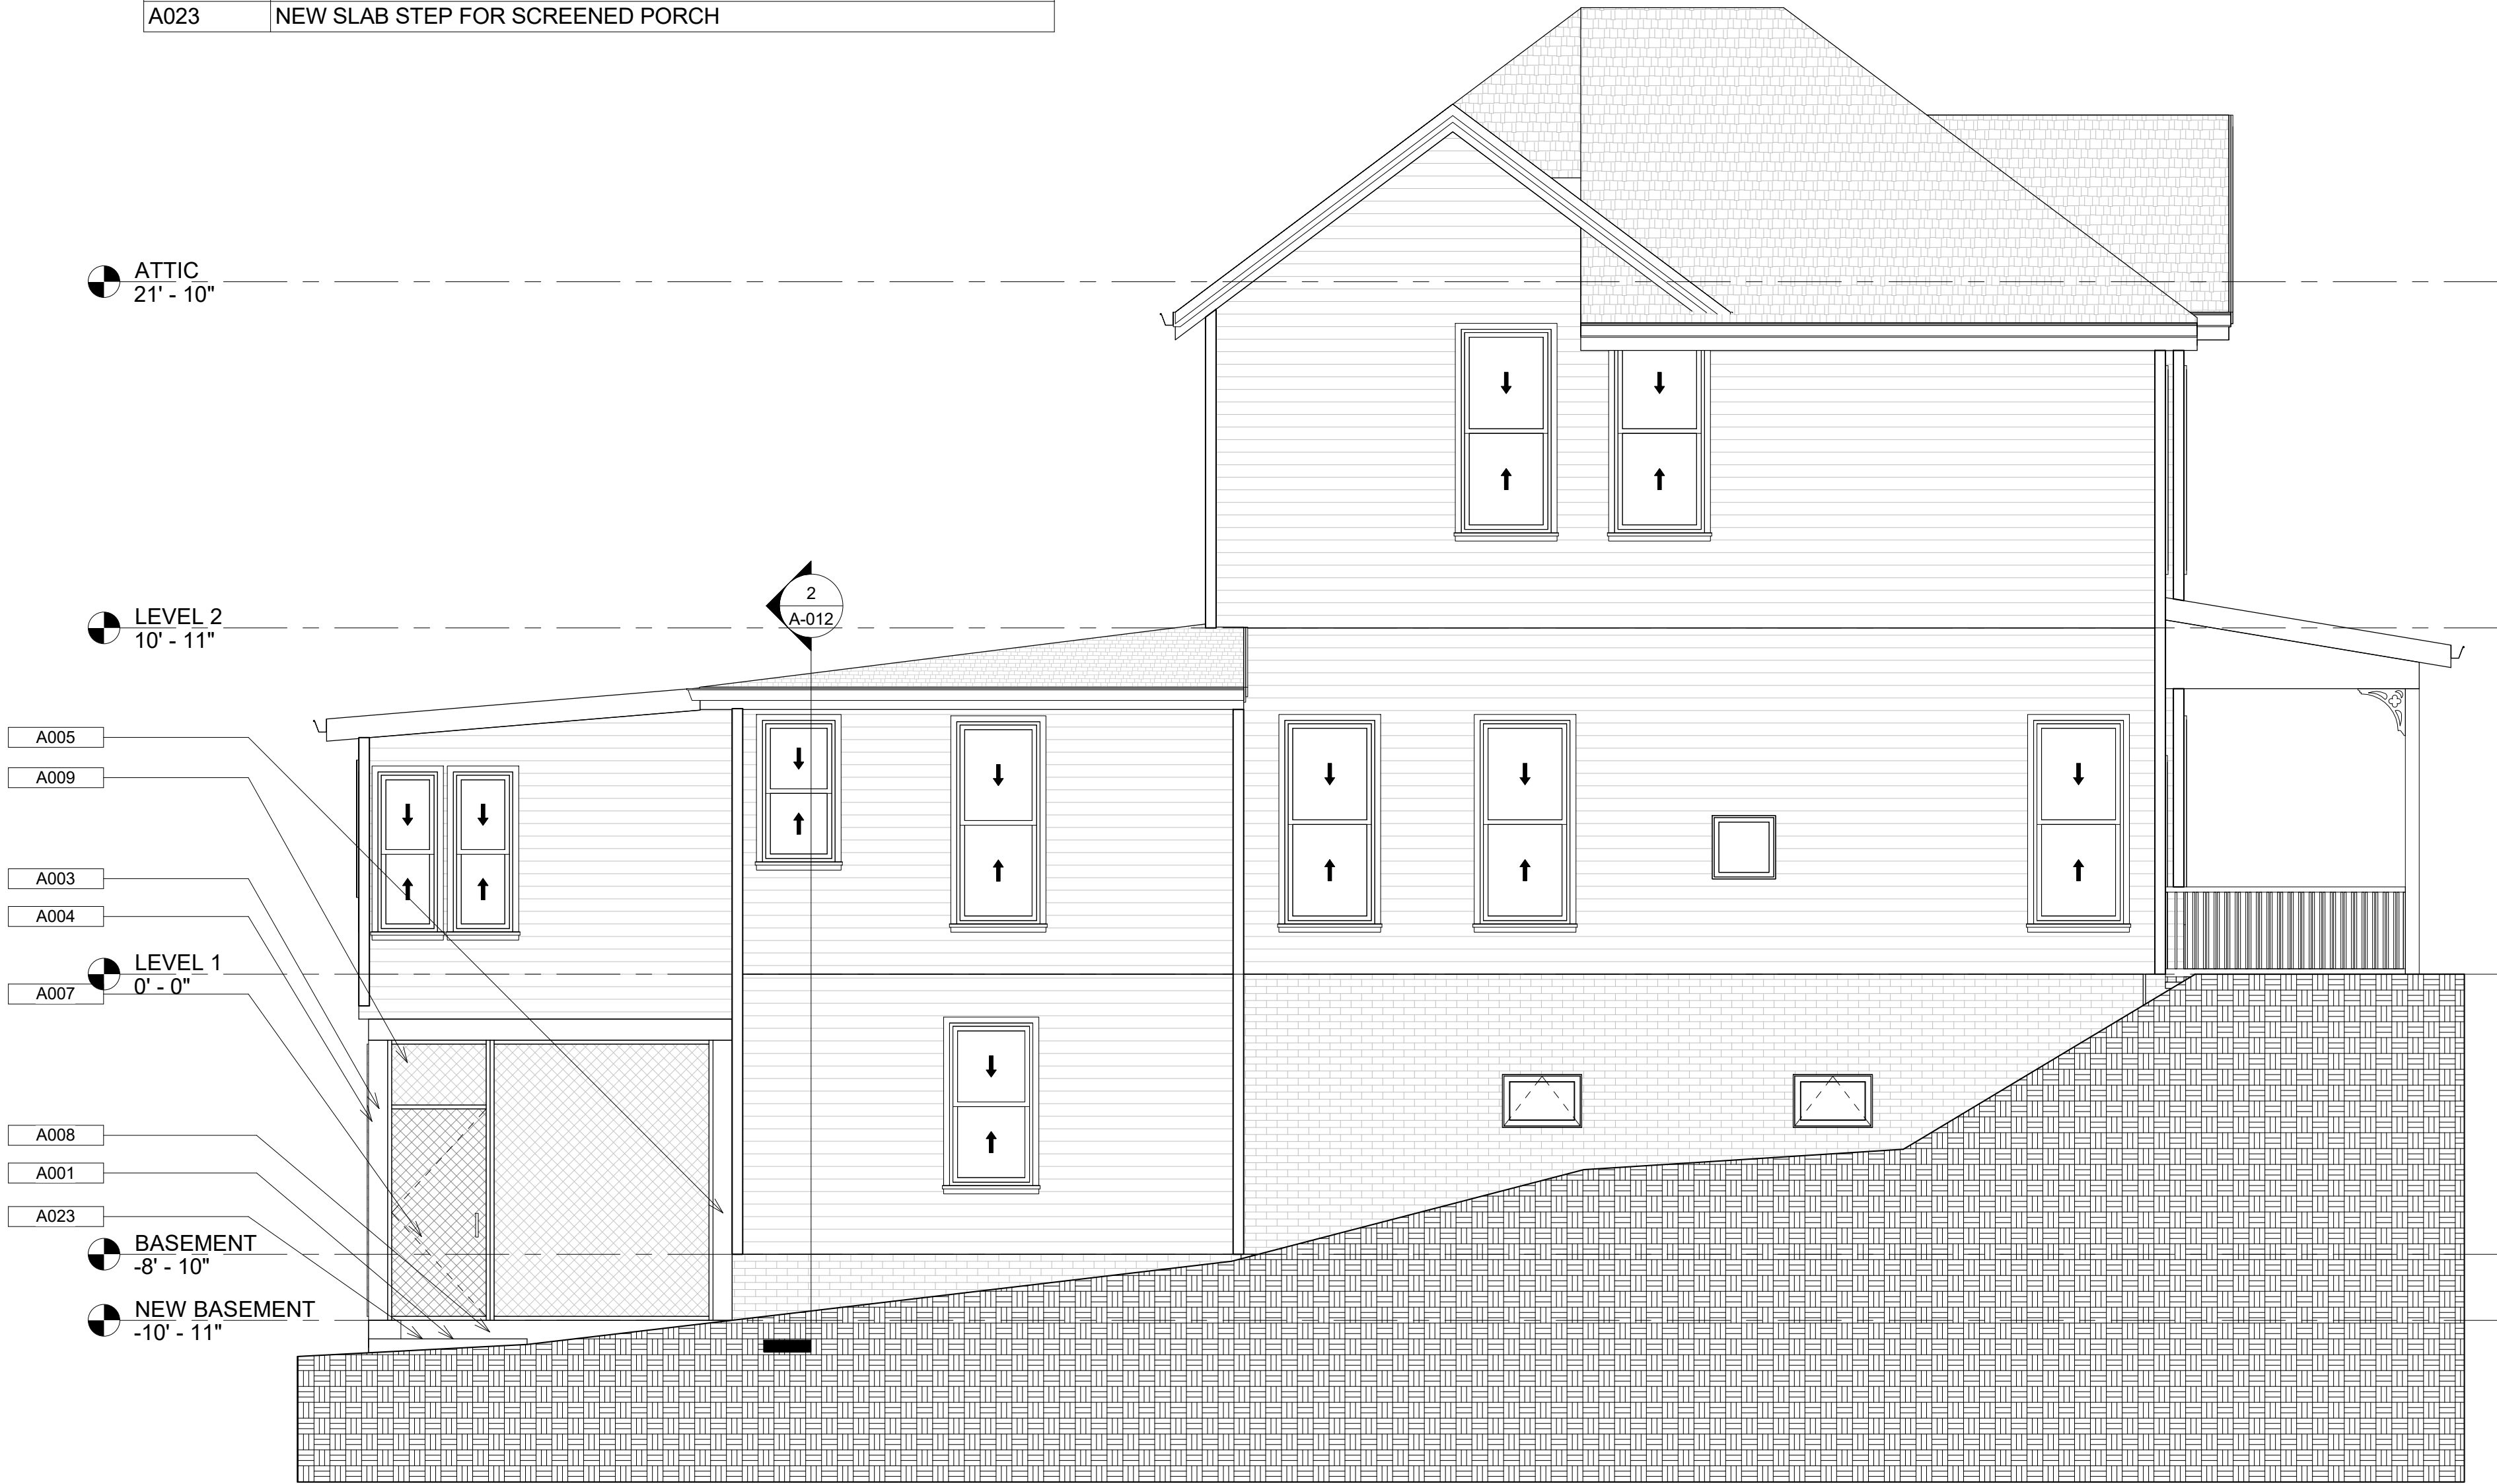 A023 NEW SLAB STEP FOR SCREENED PORCH
ATTIC
21' - 10"
2
A-012
LEVEL 2
10' - 11"
A005
A009
A003
A004
LEVEL 1
0' - 0"
A007
A008
A001
A023
BASEMENT
-8' - 10"
NEW BASEMENT
-10' - 11"